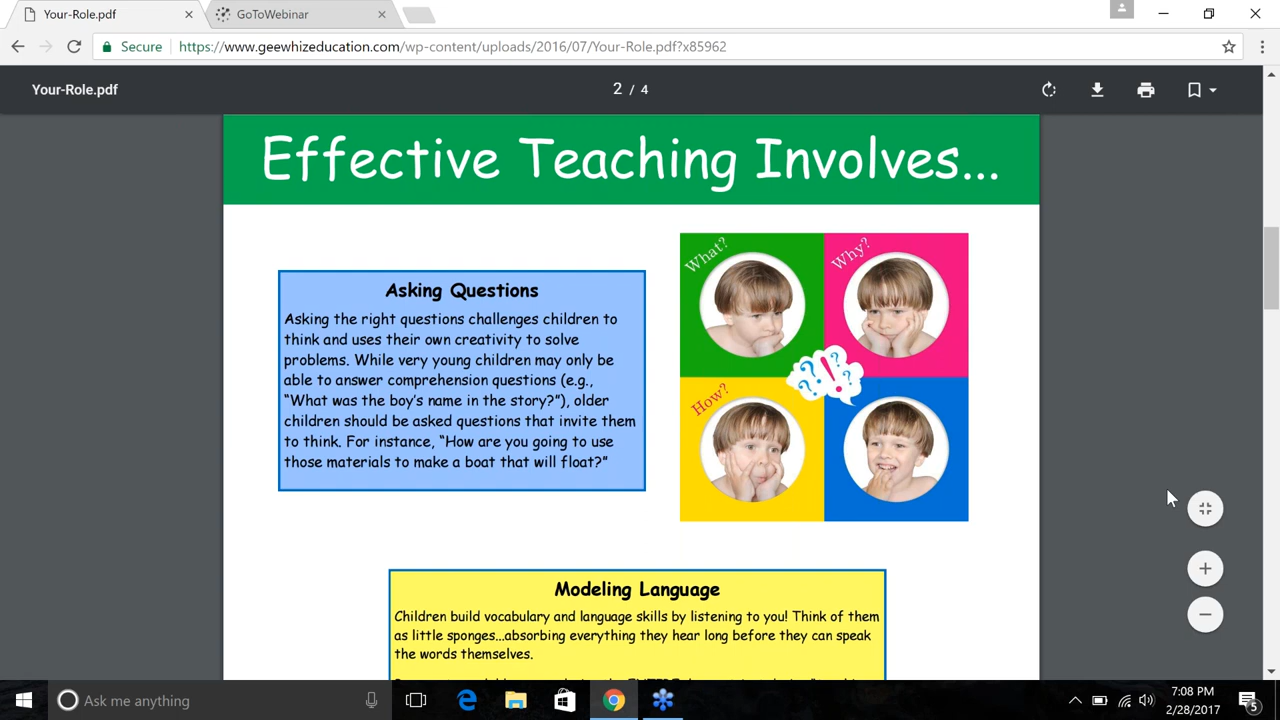 Your-Role.pdf
GoToWebinar
Secure
https://www.geewhizeducation.com/wp-content/uploads/2016/07/Your-Role.pdf?x85962
Your-Role.pdf
2 / 4
Effective Teaching Involves...
What?
Why?
Asking Questions
Asking the right questions challenges children to
think and uses their own creativity to solve
problems. While very young children may only be
able to answer comprehension questions (e.g.,
“What was the boy's name in the story?”), older
children should be asked questions that invite them
to think. For instance, “How are you going to use
those materials to make a boat that will float?”
??!??
How?
Modeling Language
Children build vocabulary and language skills by listening to you! Think of them
as little sponges...absorbing everything they hear long before they can speak
the words themselves.
Ask me anything
7:08 PM
2/28/2017
5